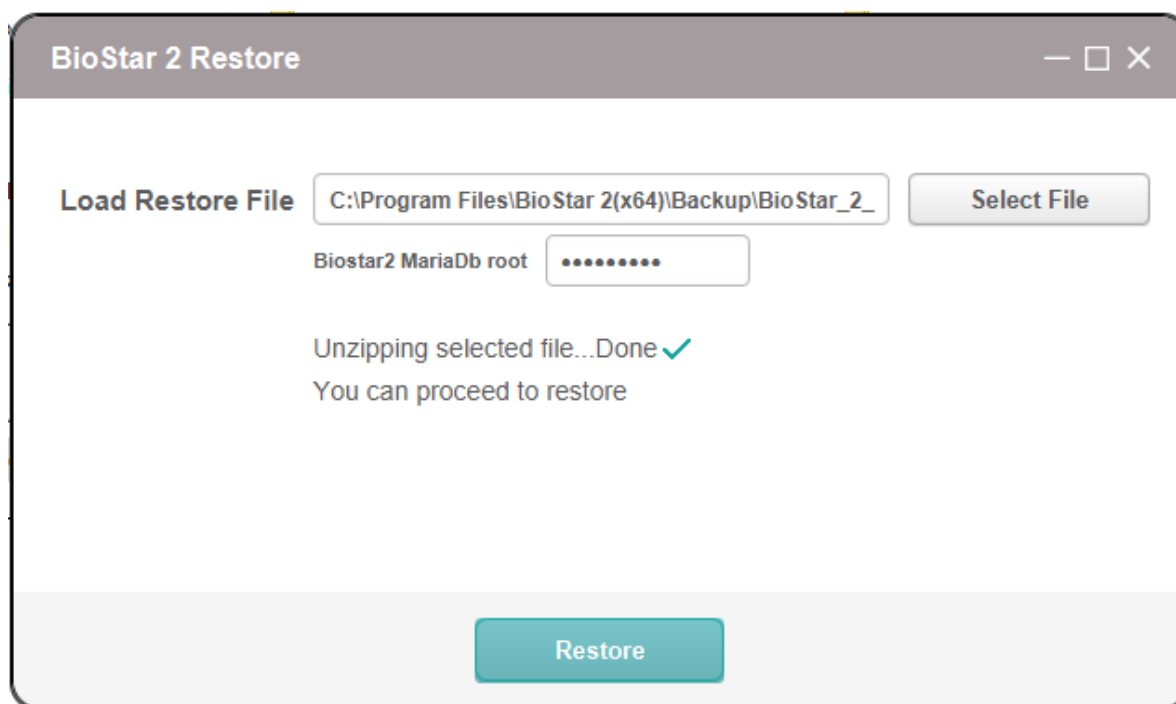 BioStar 2 Restore
Load Restore File C:\Program Files\BioStar 2(x64)\Backup\BioStar_2_ Select File
Biostar2 MariaDb root •••••••••
Unzipping selected file...Done
You can proceed to restore
Restore